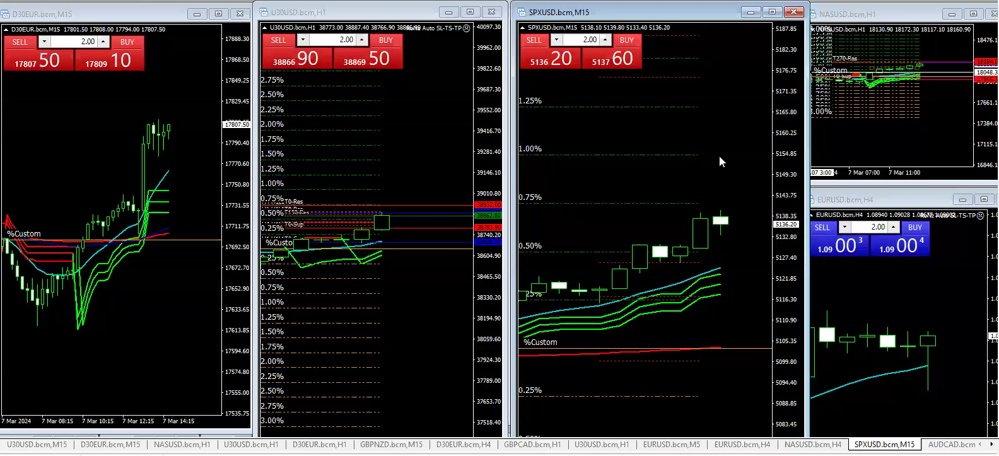 D30EUR.bcm,M15
D30EUR.bcm,M15 17801.50 17808.00 17794.00 17807.50
SELL
2.00
BUY
17807 50
17809 10
%Custom
17888.30
17868.50
17849.25
17829.45
17807.50
17790.40
17770.60
17750.80
17731.55
17711.75
17692.50
17672.70
17652.90
17633.65
17613.85
17594.60
17574.80
17555.00
17535.75
7 Mar 2024
7 Mar 08:15
7 Mar 10:15
7 Mar 12:15
7 Mar 14:15
U30USD.bcm,H1
U30USD.bcm,H1 38773.00 38887.40 38766.90
Auto SL-TS-TP
SELL
2.00
BUY
38866 90
38869 50
2.75%
2.50%
2.25%
2.00%
1.75%
1.50%
1.25%
1.00%
0.75%
T0-Res
0.50%
0.25%
T0-Sup
%Custo
0.25%
0.50%
0.75%
1.00%
1.25%
1.50%
1.75%
2.00%
2.25%
2.50%
2.75%
3.00%
40097.30
39962.00
39822.60
39687.30
39552.00
39416.70
39281.40
39146.10
39010.80
38932.00
38862.80
38783.90
38740.20
38604.90
38465.50
38330.20
38194.90
38059.60
37924.30
37789.00
37653.70
37518.40
SPXUSD.bcm,M15
SPXUSD.bcm,M15 5138.10 5139.80 5133.40 5136.20
SELL
2.00
BUY
5136 20
5137 60
1.25%
1.00%
0.75%
0.50%
.25%
%Custom
0.25%
5187.85
5182.30
5176.75
5171.35
5165.80
5160.25
5154.85
5149.30
5143.75
5138.35
5136.20
5132.80
5127.40
5121.85
5116.30
5110.90
5105.35
5099.80
5094.40
5088.85
5083.45
NASUSD.bcm,H1
H1 18130.90 18172.30 18117.10 18160.90
T270-Res
%Custom
T0-Sup
3.00%
18476.1
18184.0
18048.3
17661.1
17384.0
17115.1
16846.1
07 3:00
7 Mar 07:00
7 Mar 11:00
EURUSD.bcm,H4
EURUSD.bcm,H4 1.08940 1.09028
SL-TS-TP
SELL
2.00
BUY
1.09 00 3
1.09 00 4
U30USD.bcm,M15
D30EUR.bcm,M15
NASUSD.bcm,H1
U30USD.bcm,H1
D30EUR.bcm,H1
GBPNZD.bcm,M15
D30EUR.bcm,H4
GBPCAD.bcm,H1
U30USD.bcm,H1
EURUSD.bcm,M5
EURUSD.bcm,H4
NASUSD.bcm,H4
SPXUSD.bcm,M15
AUDCAD.bcm